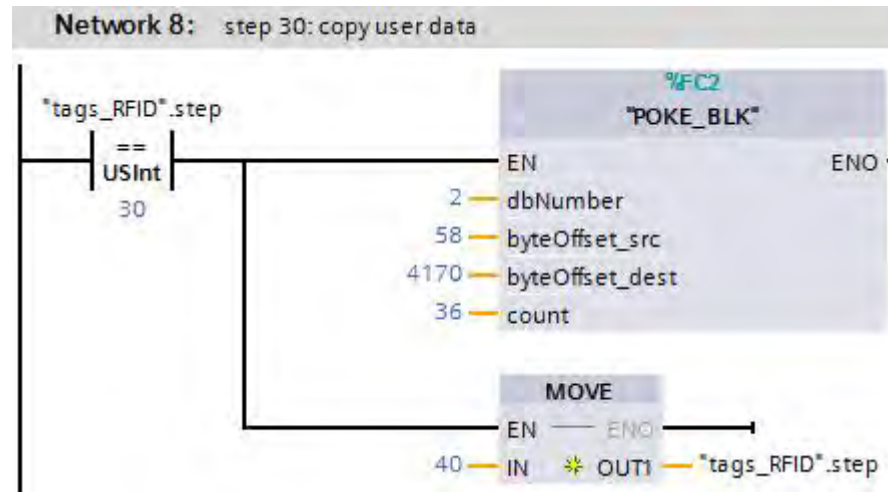 Network 8: step 30: copy user data
%FC2
"POKE_BLK"
"tags_RFID".step
==
USInt
30
EN ENO
2 dbNumber
58 byteOffset_src
4170 byteOffset_dest
36 count
MOVE
EN ENO
40 IN OUT1 "tags_RFID".step